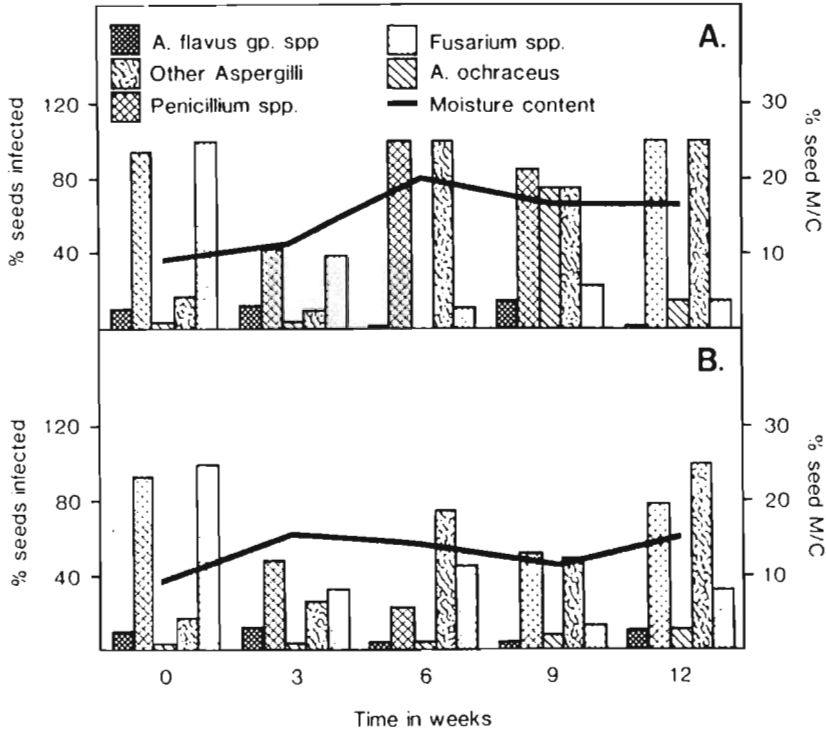 A. flavus gp. spp
Other Aspergilli
Penicillium spp.
Fusarium spp.
A. ochraceus
Moisture content
A.
% seeds infected
120
80
40
30
20
10
% seed M/C
B.
% seeds infected
120
80
40
30
20
10
% seed M/C
0 3 6 9 12
Time in weeks